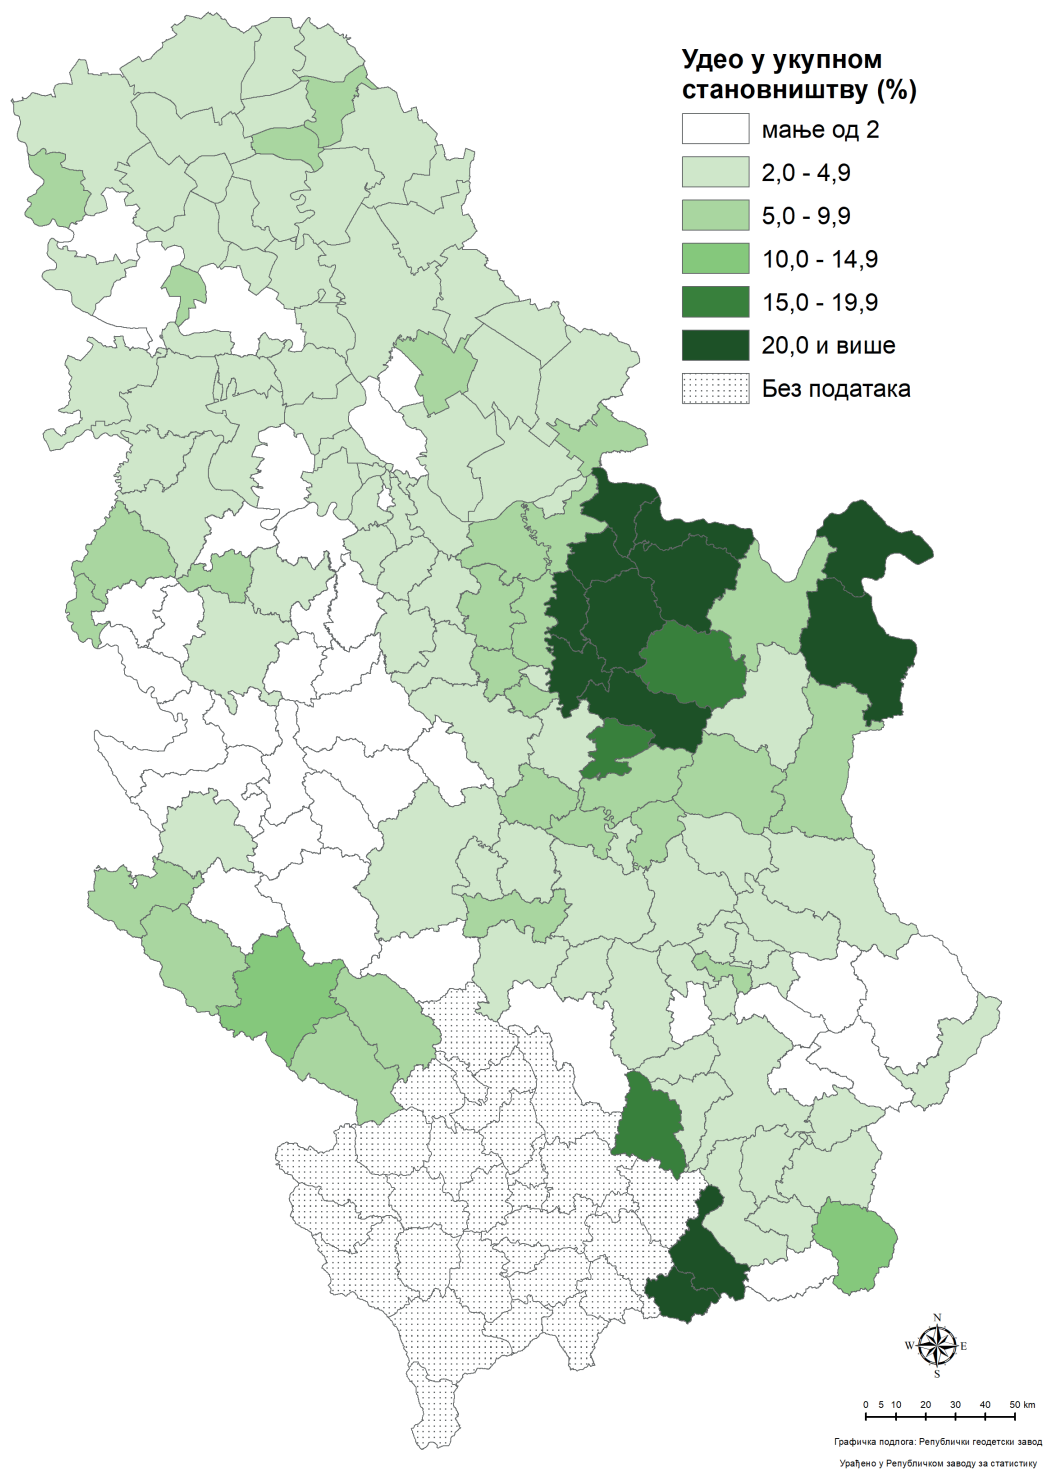 Удео у укупном
становништву (%)
мање од 2
2,0 - 4,9
5,0 - 9,9
10,0 - 14,9
15,0 - 19,9
20,0 и више
Без података
N
W E
S
0 5 10 20 30 40 50 km
Графичка подлога: Републички геодетски завод
Урађено у Републичком заводу за статистику